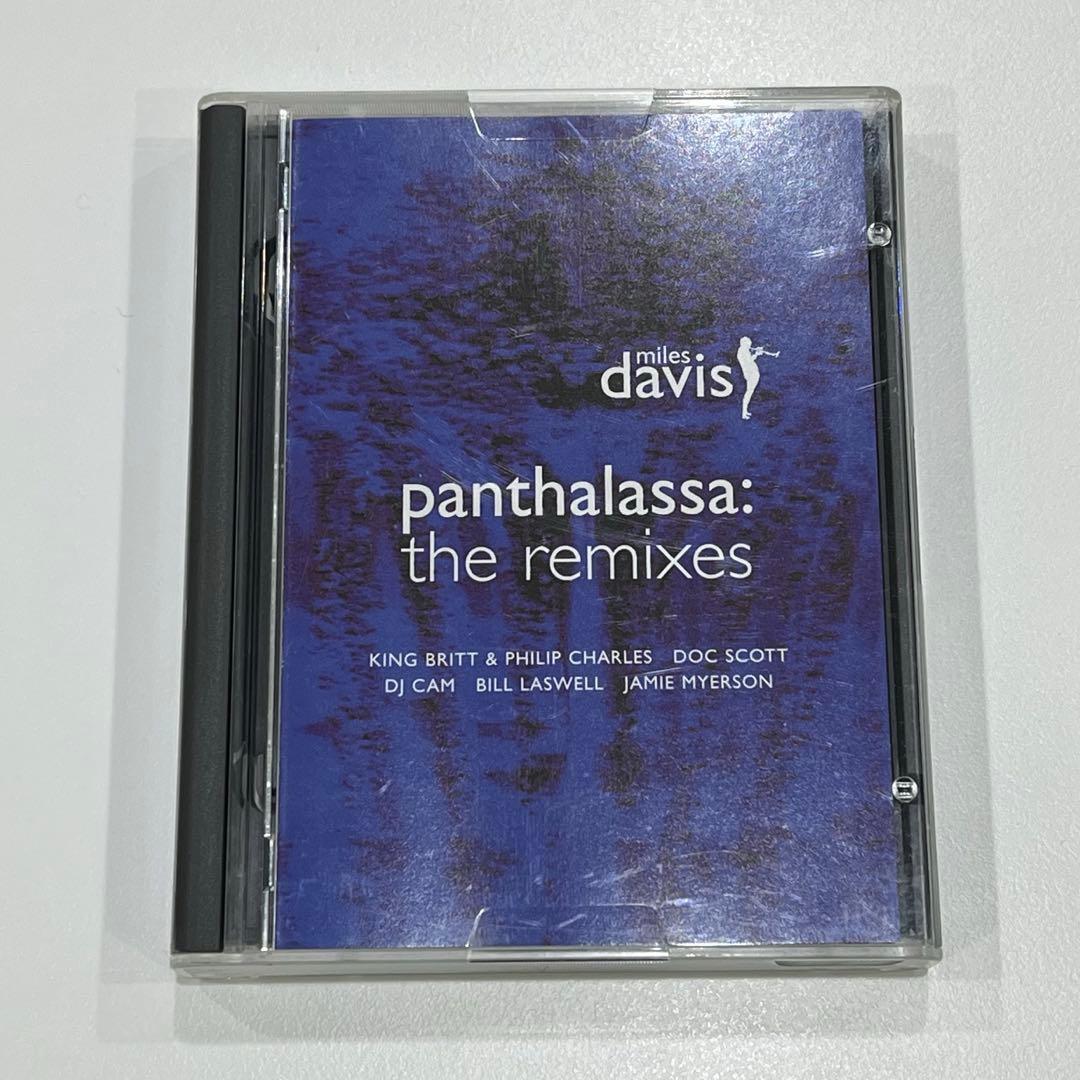 miles
davis
panthalassa:
the remixes
KING BRITT & PHILIP CHARLES DOC SCOTT
DJ CAM BILL LASWELL JAMIE MYERSON